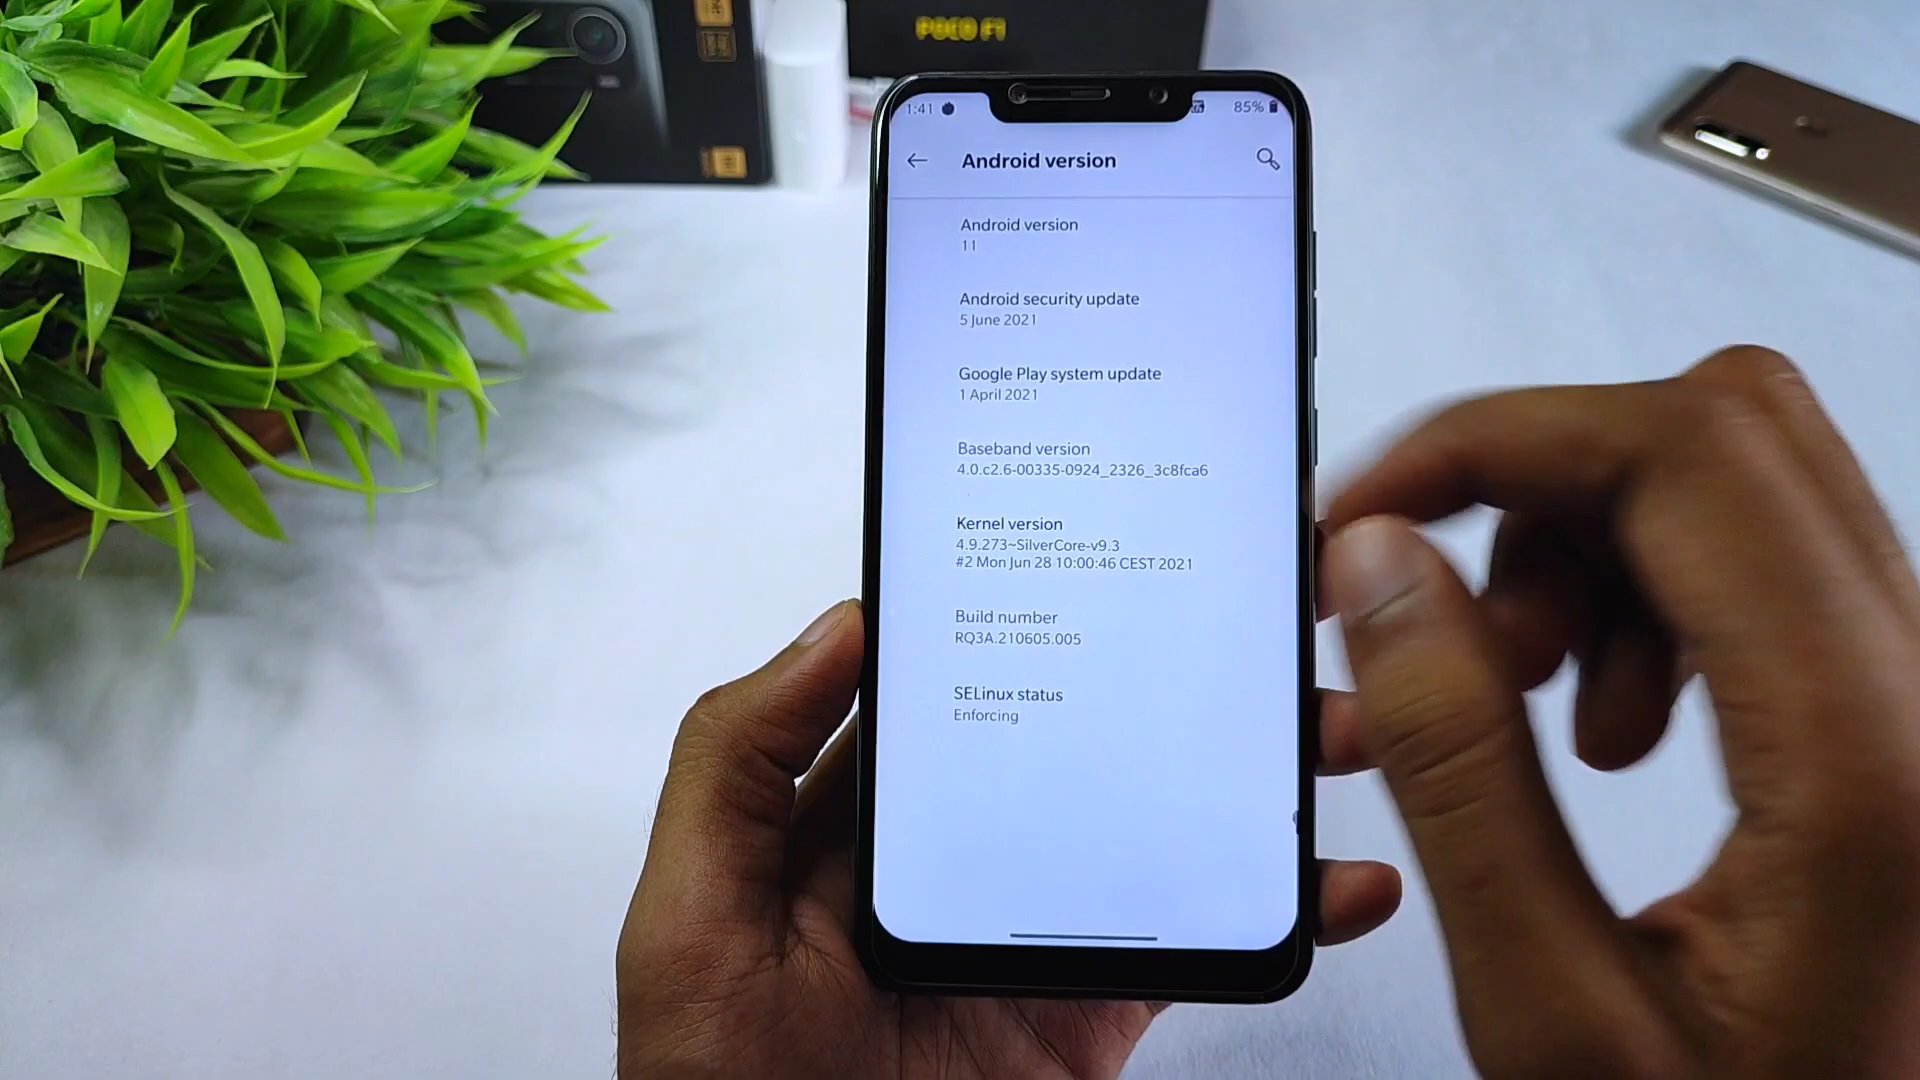 POCO F1
1:41
85%
Android version
Android version
11
Android security update
5 June 2021
Google Play system update
1 April 2021
Baseband version
4.0.c2.6-00335-0924_2326_3c8fca6
Kernel version
4.9.273~SilverCore-v9.3
#2 Mon Jun 28 10:00:46 CEST 2021
Build number
RQ3A.210605.005
SELinux status
Enforcing